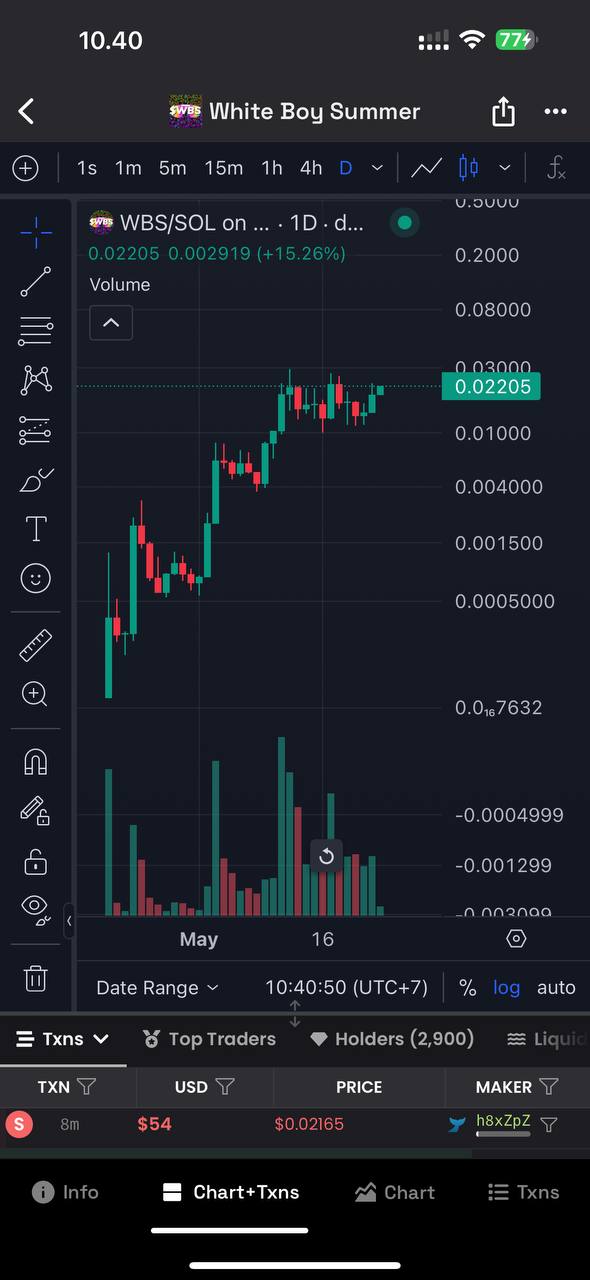 10.40
77
$WBS White Boy Summer
1s 1m 5m 15m 1h 4h D
$WBS WBS/SOL on ... · 1D · d...
0.02205 0.002919 (+15.26%)
Volume
0.5000
0.2000
0.08000
0.03000
0.02205
0.01000
0.004000
0.001500
0.0005000
0.0₁₆7632
-0.0004999
-0.001299
-0.003099
May 16
Date Range 10:40:50 (UTC+7) % log auto
Txns Top Traders Holders (2,900) Liquid
TXN USD PRICE MAKER
S 8m $54 $0.02165 h8xZpZ
Info Chart+Txns Chart Txns